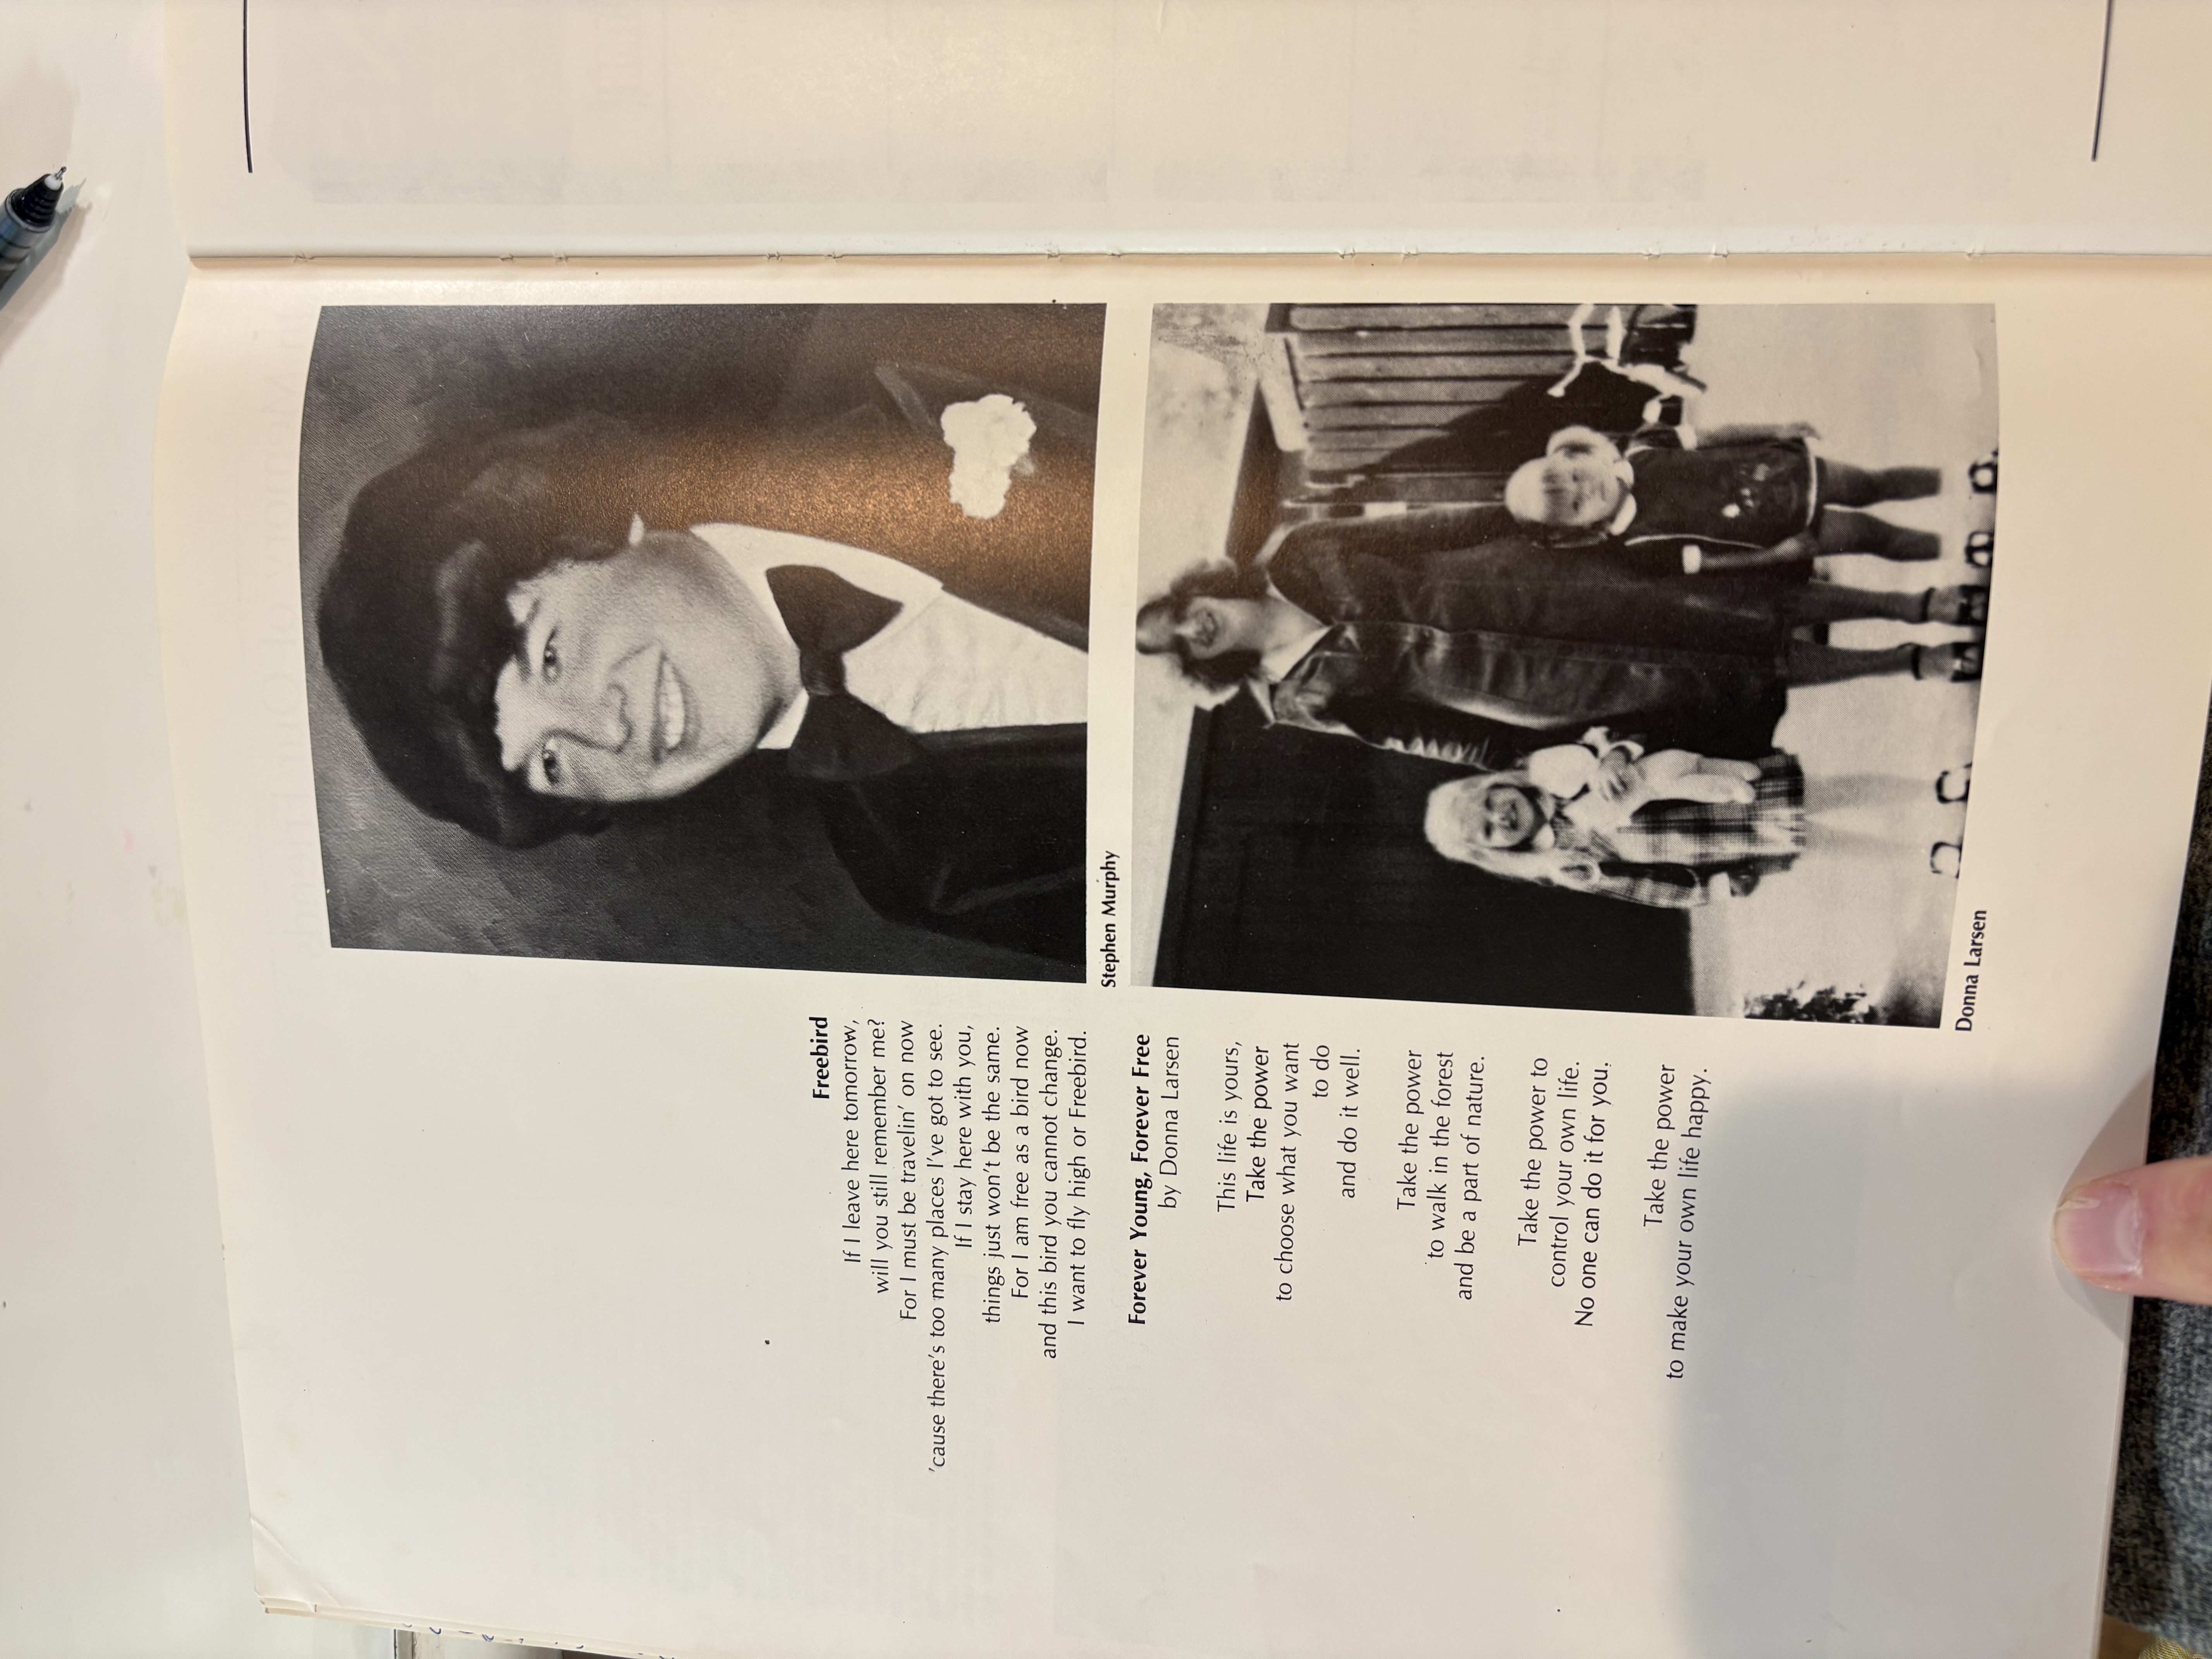 In Memory of Our Friend
Freebird
If I leave here tomorrow,
will you still remember me?
For I must be travelin’ on now
’cause there’s too many places I’ve got to see.
If I stay here with you,
things just won’t be the same.
For I am free as a bird now
and this bird you cannot change.
I want to fly high or Freebird.
Stephen Murphy
Forever Young, Forever Free
by Donna Larsen
This life is yours,
Take the power
to choose what you want
to do
and do it well.
Take the power
to walk in the forest
and be a part of nature.
Take the power to
control your own life.
No one can do it for you.
Take the power
to make your own life happy.
Donna Larsen